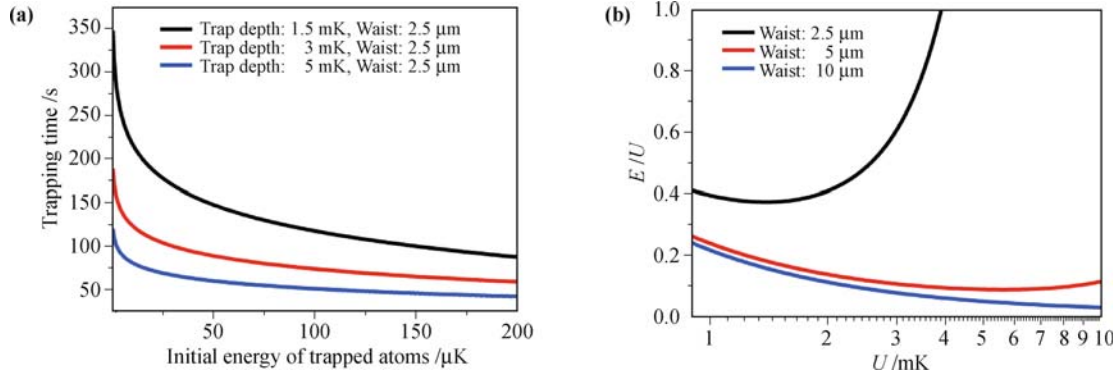 (a)
Trap depth: 1.5 mK, Waist: 2.5 μm
Trap depth: 3 mK, Waist: 2.5 μm
Trap depth: 5 mK, Waist: 2.5 μm
Trapping time /s
350
300
250
200
150
100
50
50 100 150 200
Initial energy of trapped atoms /μK
(b)
Waist: 2.5 μm
Waist: 5 μm
Waist: 10 μm
E/U
1.0
0.8
0.6
0.4
0.2
0.0
1 2 3 4 5 6 7 8 9 10
U/mK